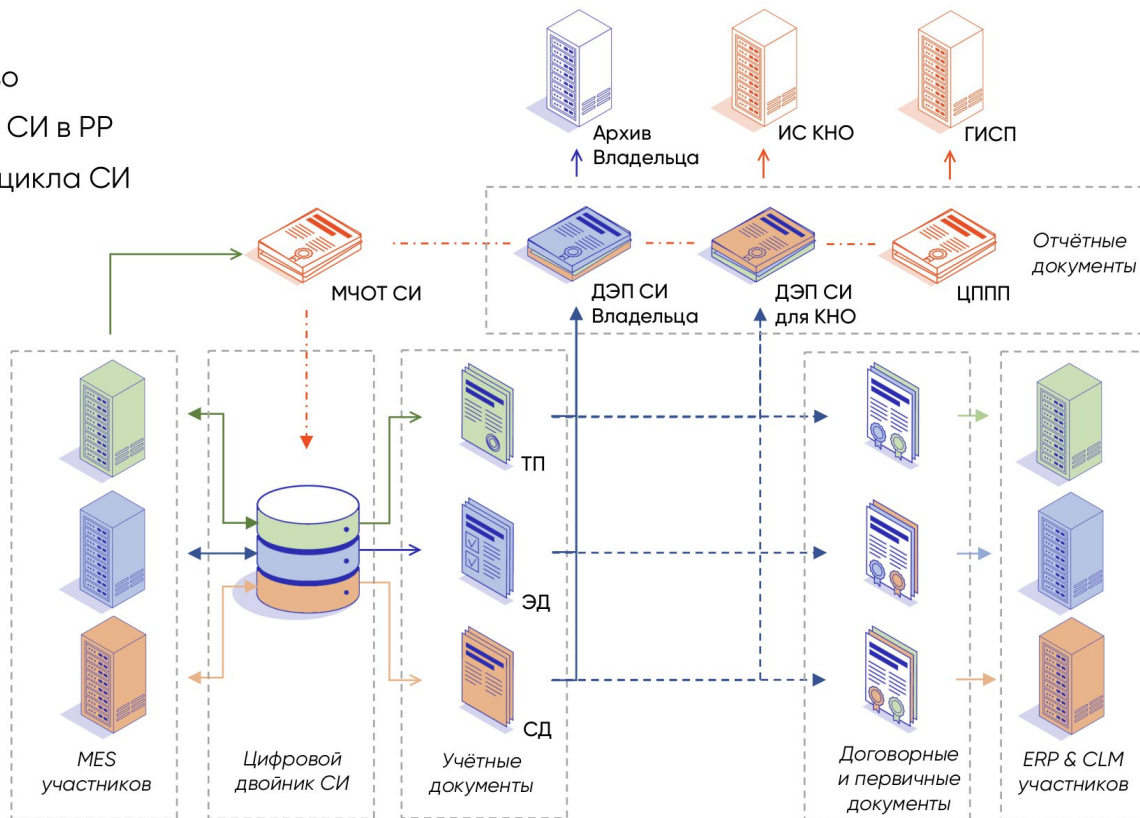 СИ в РР
цикла СИ
Архив
Владельца
ИС КНО
ГИСП
МЧОТ СИ
ДЭП СИ
Владельца
ДЭП СИ
для КНО
ЦППП
Отчётные
документы
ТП
ЭД
СД
MES
участников
Цифровой
двойник СИ
Учётные
документы
Договорные
и первичные
документы
ERP & CLM
участников